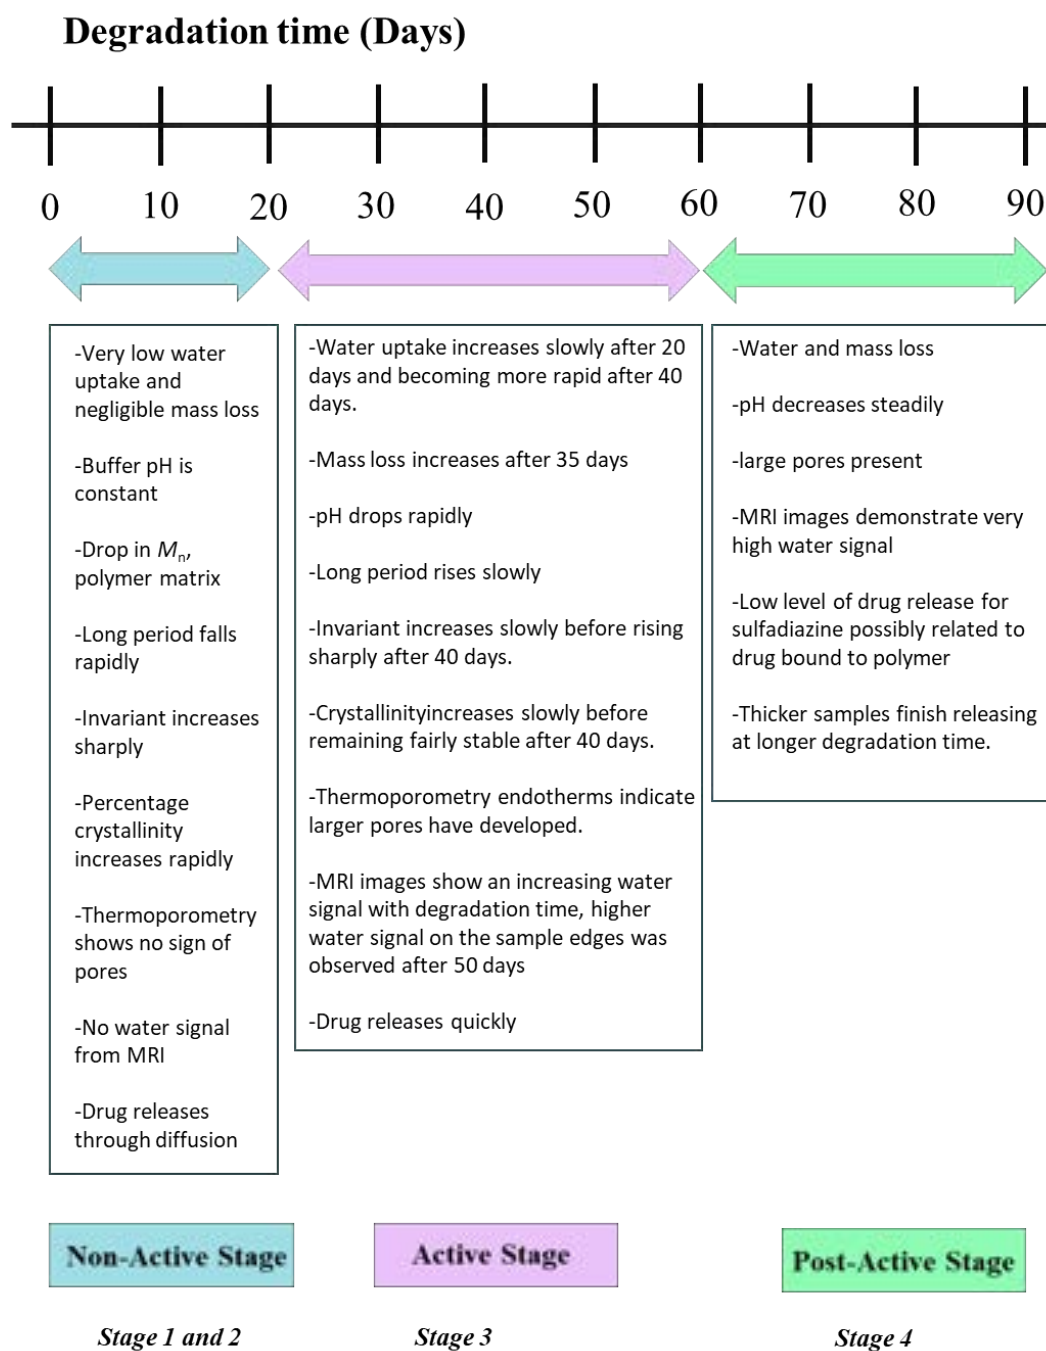 Degradation time (Days)
0 10 20 30 40 50 60 70 80 90
-Very low water
uptake and
negligible mass loss
-Buffer pH is
constant
-Drop in Mn,
polymer matrix
-Long period falls
rapidly
-Invariant increases
sharply
-Percentage
crystallinity
increases rapidly
-Thermoporometry
shows no sign of
pores
-No water signal
from MRI
-Drug releases
through diffusion
-Water uptake increases slowly after 20
days and becoming more rapid after 40
days.
-Mass loss increases after 35 days
-pH drops rapidly
-Long period rises slowly
-Invariant increases slowly before rising
sharply after 40 days.
-Crystallinityincreases slowly before
remaining fairly stable after 40 days.
-Thermoporometry endotherms indicate
larger pores have developed.
-MRI images show an increasing water
signal with degradation time, higher
water signal on the sample edges was
observed after 50 days
-Drug releases quickly
-Water and mass loss
-pH decreases steadily
-large pores present
-MRI images demonstrate very
high water signal
-Low level of drug release for
sulfadiazine possibly related to
drug bound to polymer
-Thicker samples finish releasing
at longer degradation time.
Non-Active Stage
Active Stage
Post-Active Stage
Stage 1 and 2
Stage 3
Stage 4